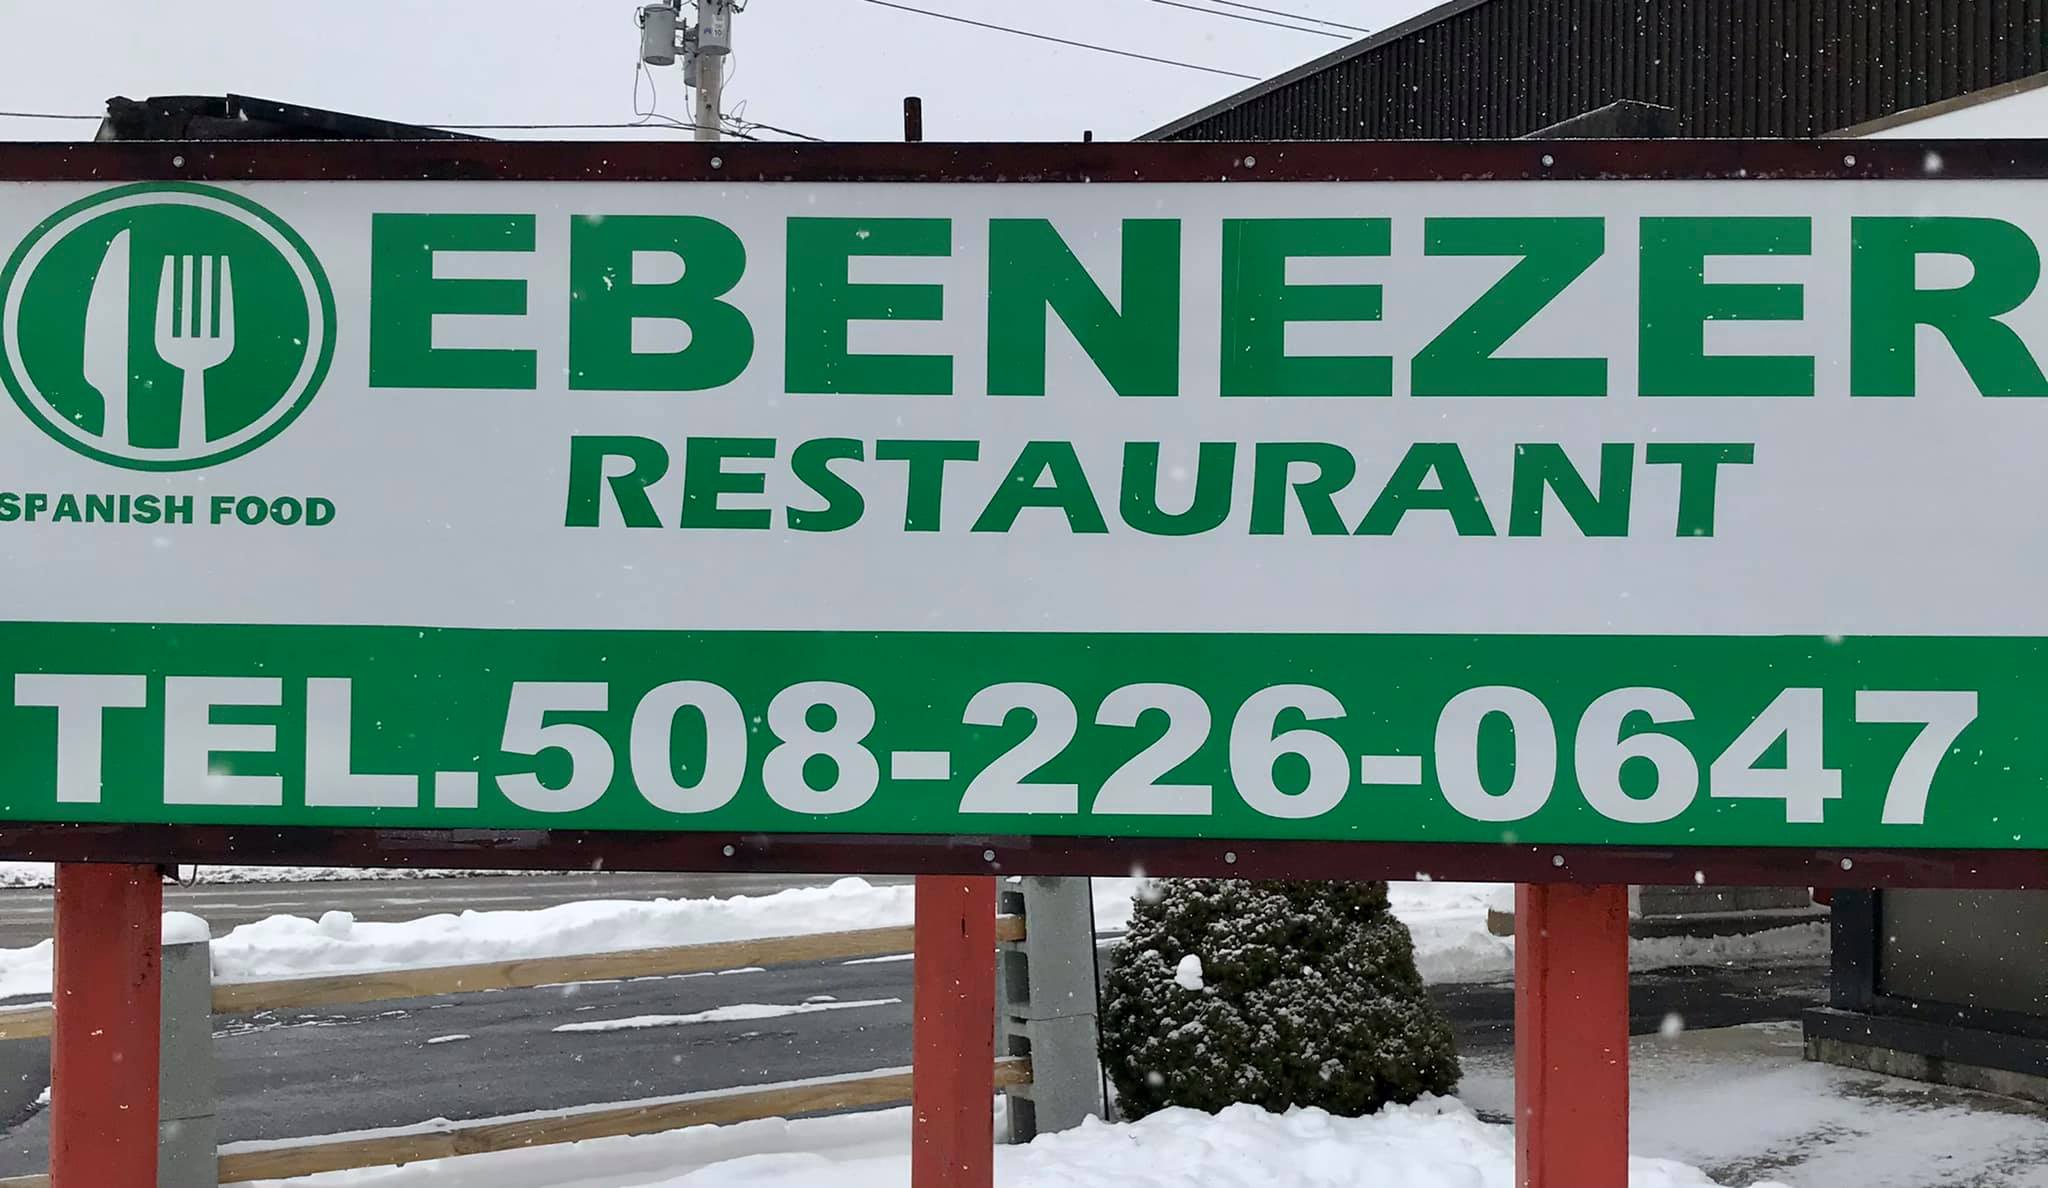 EBENEZER
RESTAURANT
SPANISH FOOD
TEL.508-226-0647